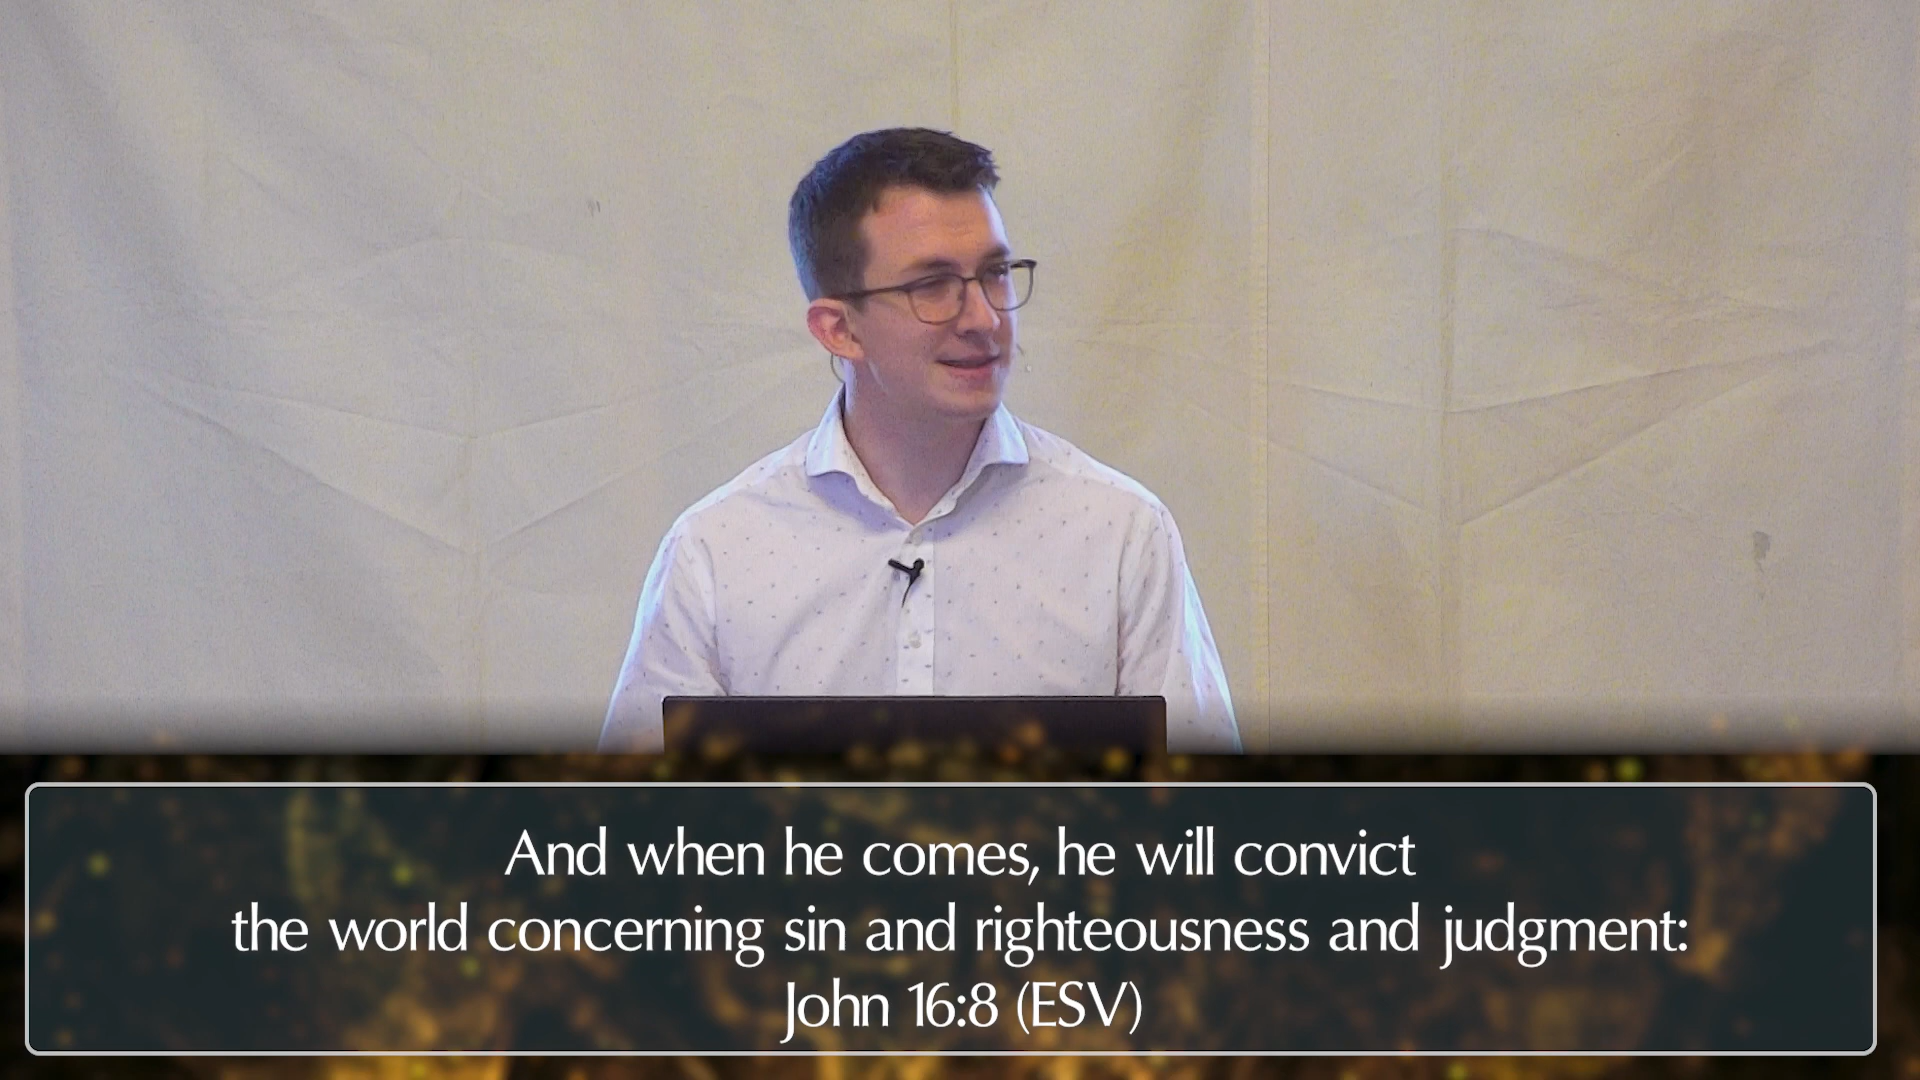 And when he comes, he will convict
the world concerning sin and righteousness and judgment:
John 16:8 (ESV)